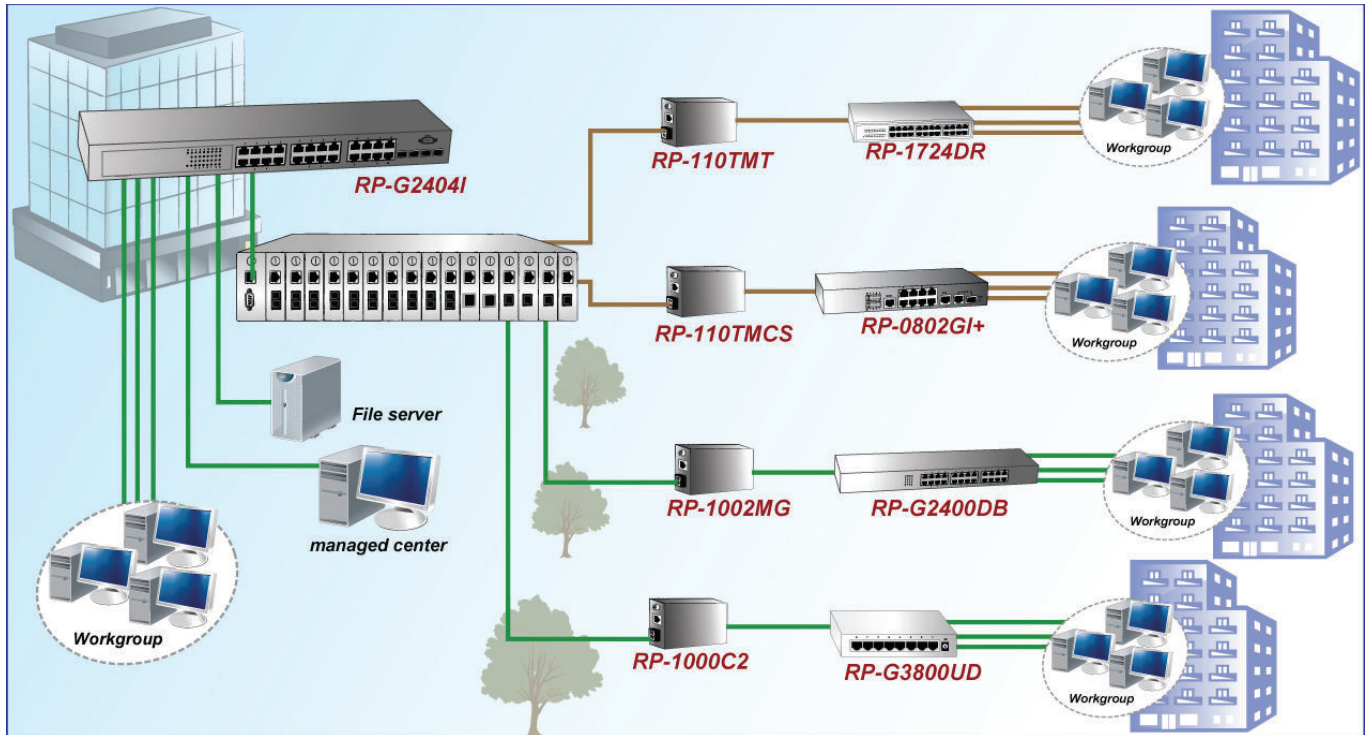 RP-G2404I
RP-110TMT
RP-1724DR
Workgroup
RP-110TMCS
RP-0802GI+
Workgroup
File server
managed center
RP-1002MG
RP-G2400DB
Workgroup
Workgroup
RP-1000C2
RP-G3800UD
Workgroup